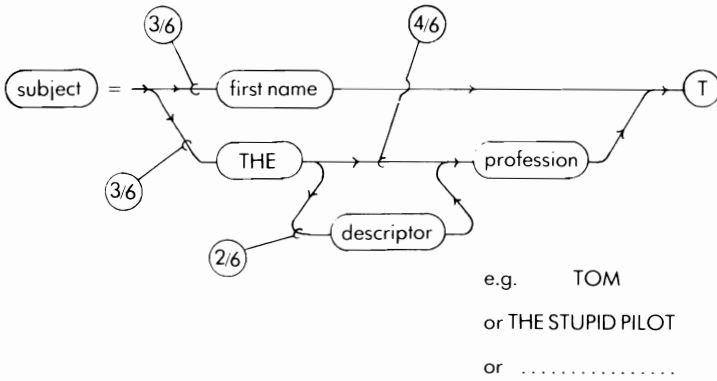 3/6
4/6
subject = first name T
THE profession
3/6
descriptor
2/6
e.g. TOM
or THE STUPID PILOT
or ................